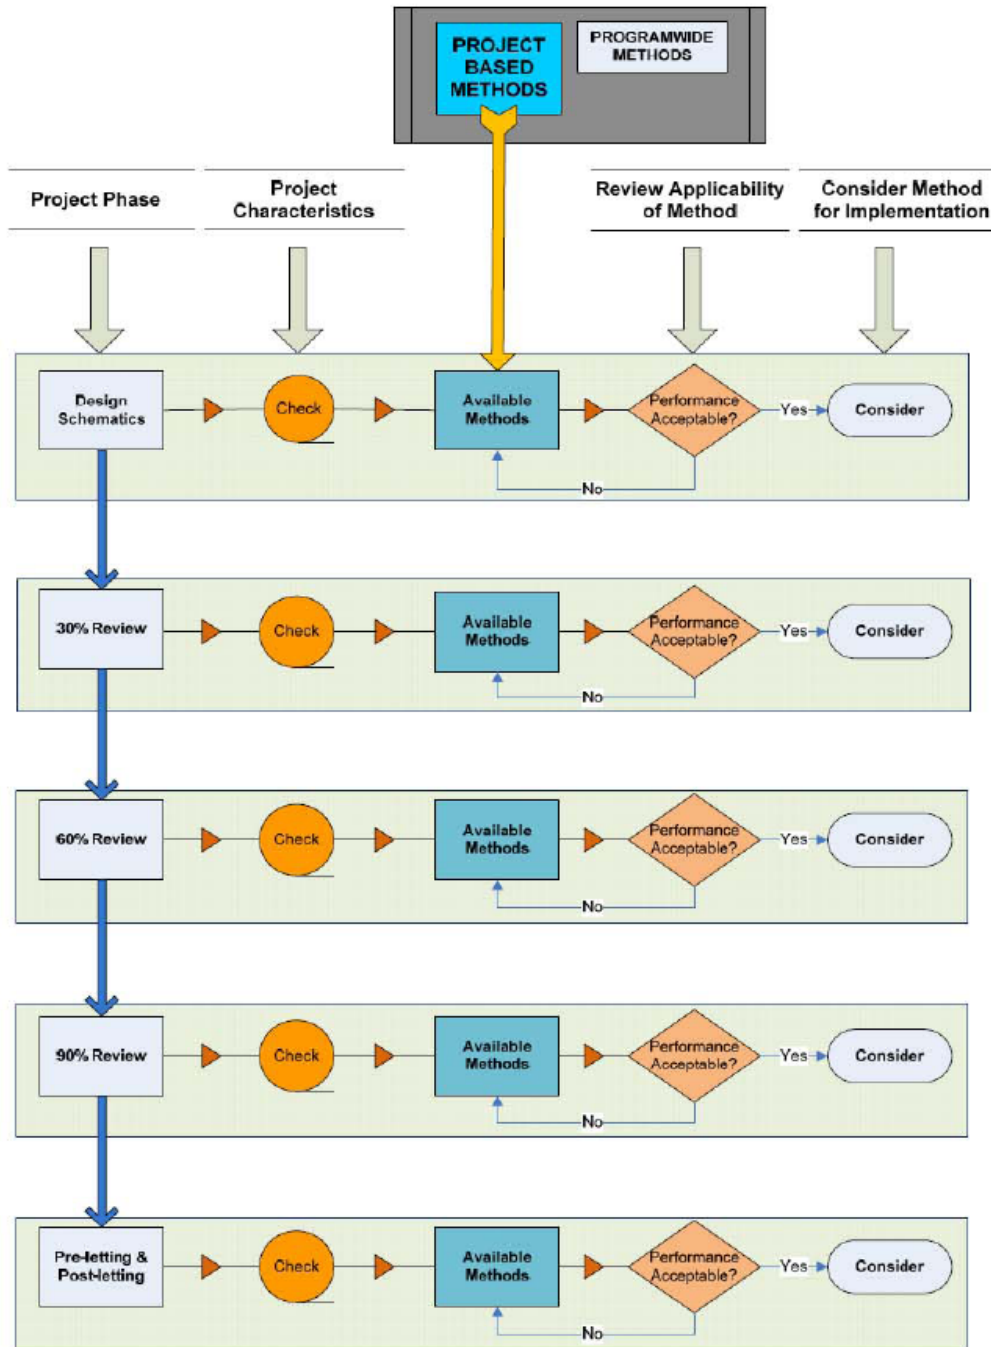 PROJECT
BASED
METHODS
PROGRAMWIDE
METHODS
Project Phase
Project
Characteristics
Review Applicability
of Method
Consider Method
for Implementation
Design
Schematics
Check
Available
Methods
Performance
Acceptable?
Yes
Consider
No
30% Review
Check
Available
Methods
Performance
Acceptable?
Yes
Consider
No
60% Review
Check
Available
Methods
Performance
Acceptable?
Yes
Consider
No
90% Review
Check
Available
Methods
Performance
Acceptable?
Yes
Consider
No
Pre-letting &
Post-letting
Check
Available
Methods
Performance
Acceptable?
Yes
Consider
No